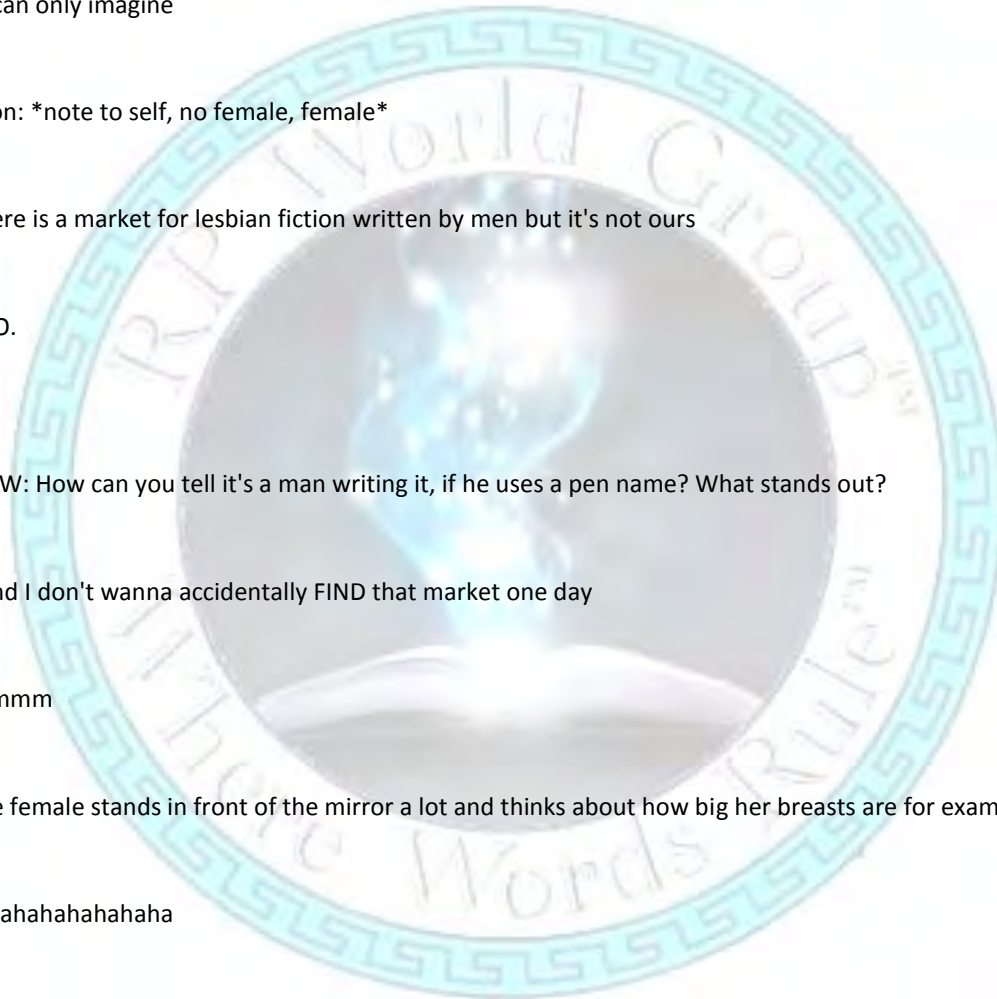 can only imagine
on: *note to self, no female, female*
ere is a market for lesbian fiction written by men but it's not ours
O.
W: How can you tell it's a man writing it, if he uses a pen name? What stands out?
nd I don't wanna accidentally FIND that market one day
mmm
e female stands in front of the mirror a lot and thinks about how big her breasts are for exam
ahahahahahaha
RP World Group™
Where Words Rule™